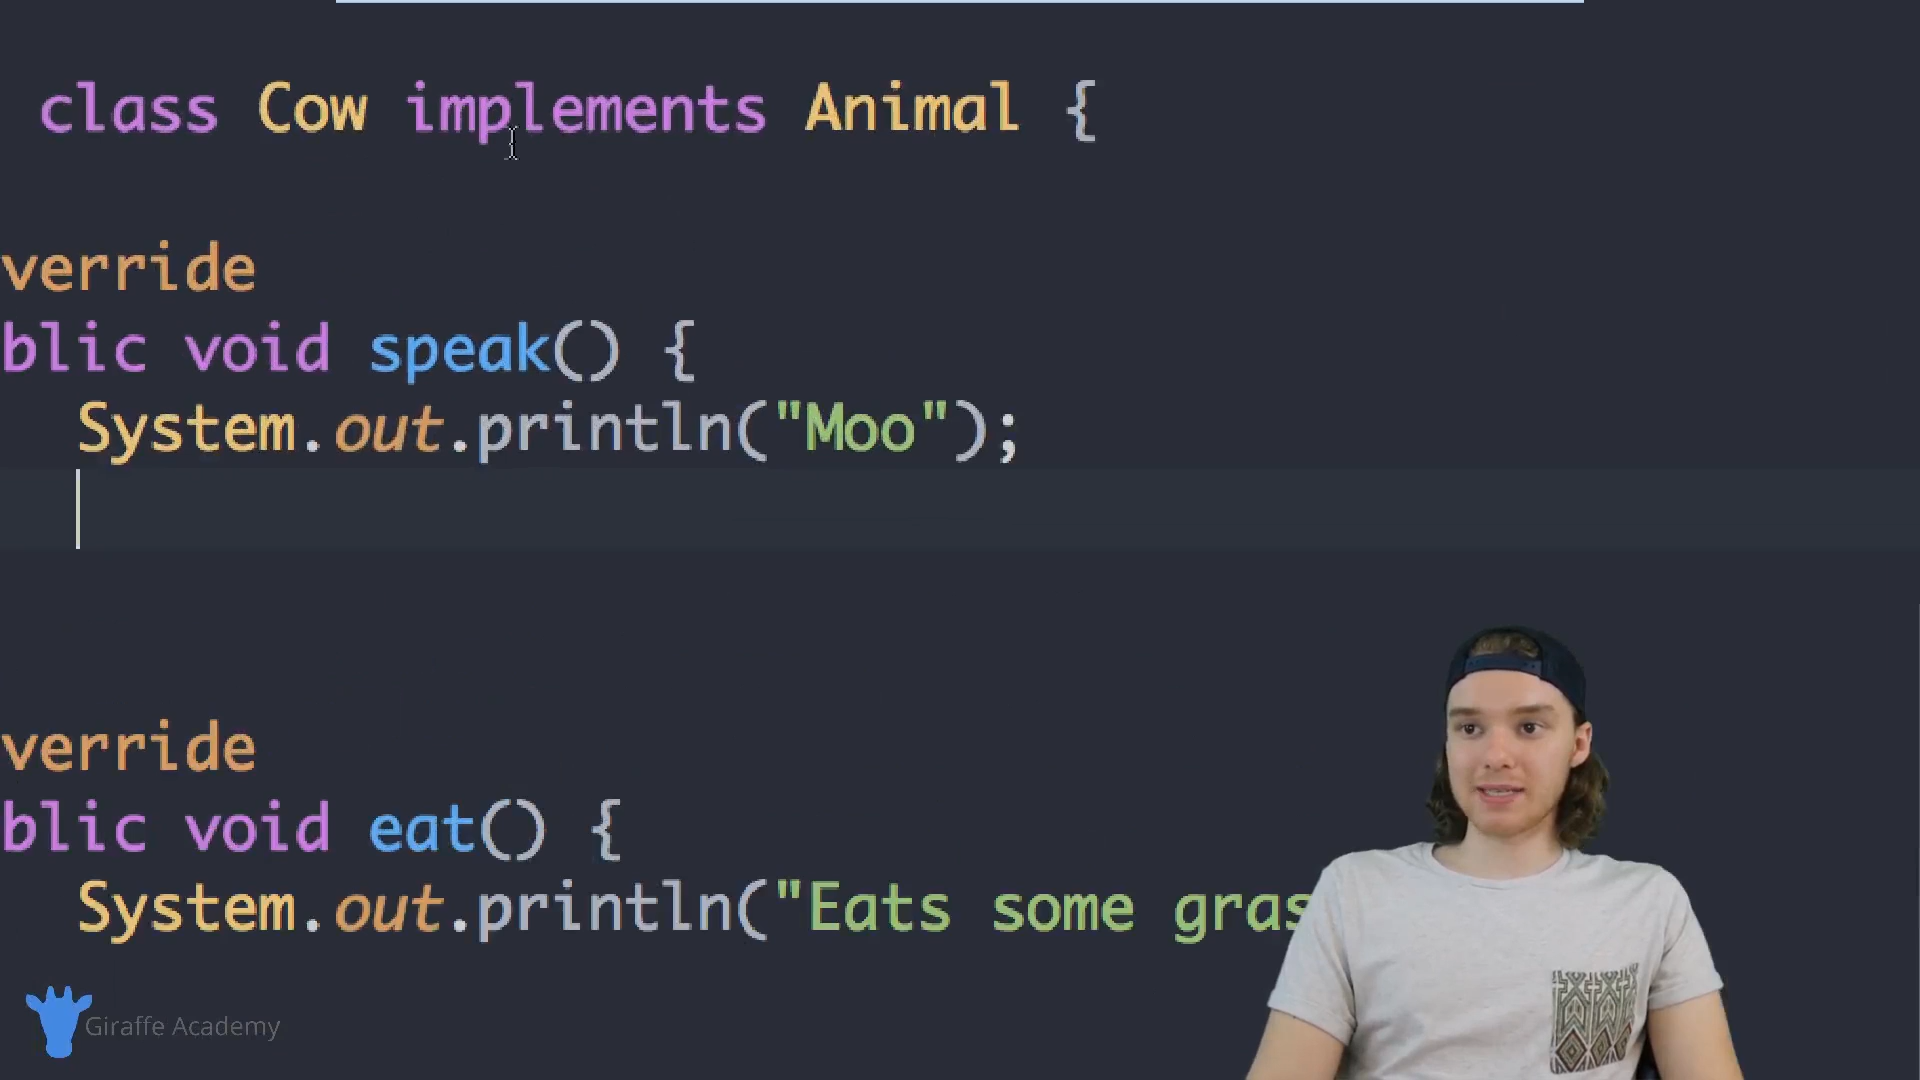 class Cow implements Animal {
verride
blic void speak() {
System.out.println("Moo");
verride
blic void eat() {
System.out.println("Eats some gras
Giraffe Academy